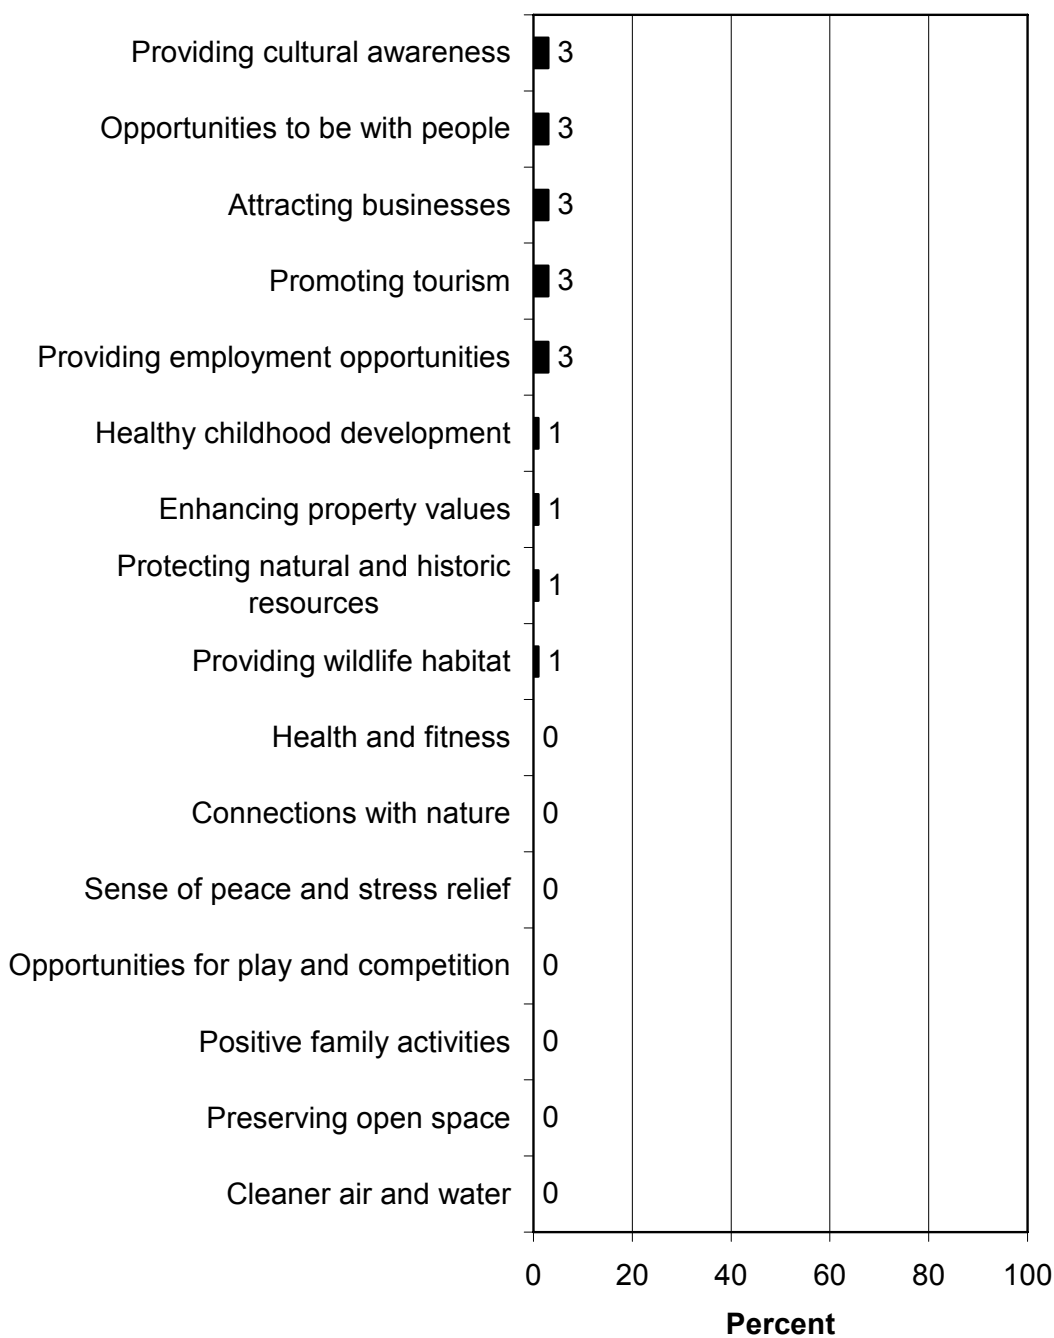 Providing cultural awareness 3
Opportunities to be with people 3
Attracting businesses 3
Promoting tourism 3
Providing employment opportunities 3
Healthy childhood development 1
Enhancing property values 1
Protecting natural and historic
resources 1
Providing wildlife habitat 1
Health and fitness 0
Connections with nature 0
Sense of peace and stress relief 0
Opportunities for play and competition 0
Positive family activities 0
Preserving open space 0
Cleaner air and water 0
0 20 40 60 80 100
Percent